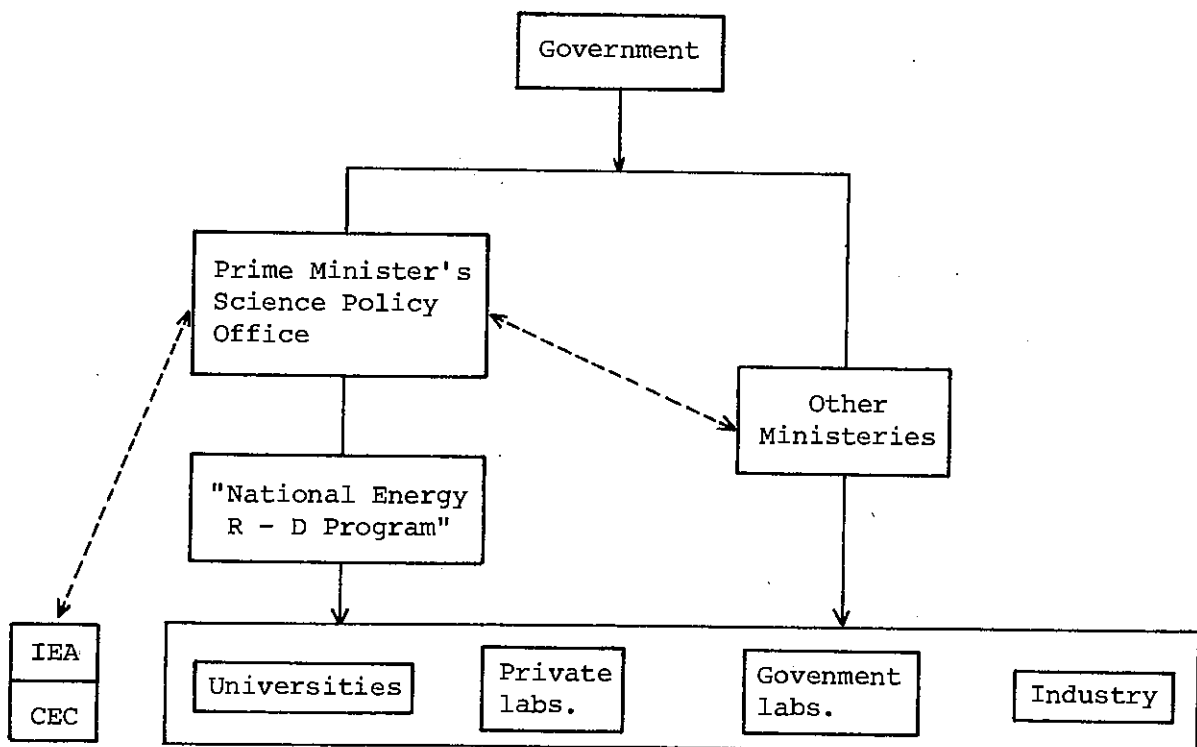 Government
Prime Minister's
Science Policy
Office
Other
Ministeries
"National Energy
R - D Program"
IEA
CEC
Universities
Private
labs.
Govenment
labs.
Industry